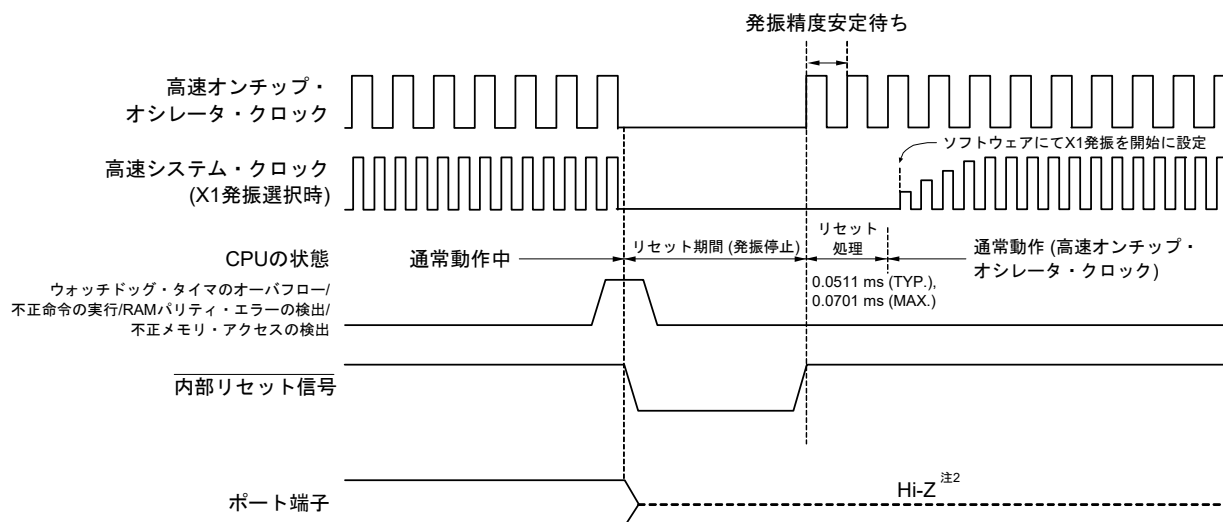 発振精度安定待ち
高速オンチップ・
オシレータ・クロック
ソフトウェアにてX1発振を開始に設定
高速システム・クロック
(X1発振選択時)
CPUの状態
通常動作中
リセット期間 (発振停止)
リセット
処理
通常動作 (高速オンチップ・
オシレータ・クロック)
0.0511 ms (TYP.),
0.0701 ms (MAX.)
ウォッチドッグ・タイマのオーバフロー/
不正命令の実行/RAMパリティ・エラーの検出/
不正メモリ・アクセスの検出
内部リセット信号
ポート端子
Hi-Z 注2